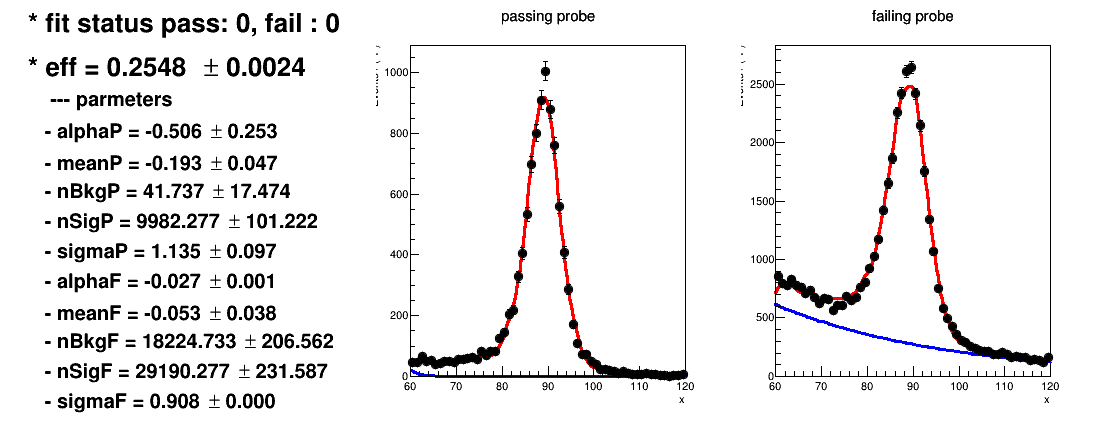 * fit status pass: 0, fail : 0
* eff = 0.2548 ± 0.0024
--- parmeters
- alphaP = -0.506 ± 0.253
- meanP = -0.193 ± 0.047
- nBkgP = 41.737 ± 17.474
- nSigP = 9982.277 ± 101.222
- sigmaP = 1.135 ± 0.097
- alphaF = -0.027 ± 0.001
- meanF = -0.053 ± 0.038
- nBkgF = 18224.733 ± 206.562
- nSigF = 29190.277 ± 231.587
- sigmaF = 0.908 ± 0.000
passing probe
1000
800
600
400
200
0
60 70 80 90 100 110 120
x
failing probe
2500
2000
1500
1000
500
0
60 70 80 90 100 110 120
x